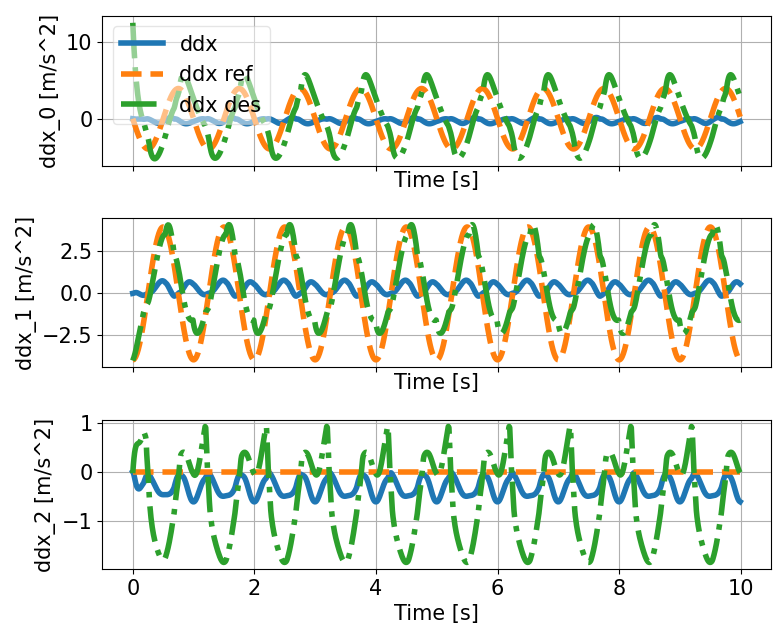 ddx_0 [m/s^2]
10
0
ddx
ddx ref
ddx des
Time [s]
ddx_1 [m/s^2]
2.5
0.0
−2.5
Time [s]
ddx_2 [m/s^2]
1
0
−1
0 2 4 6 8 10
Time [s]